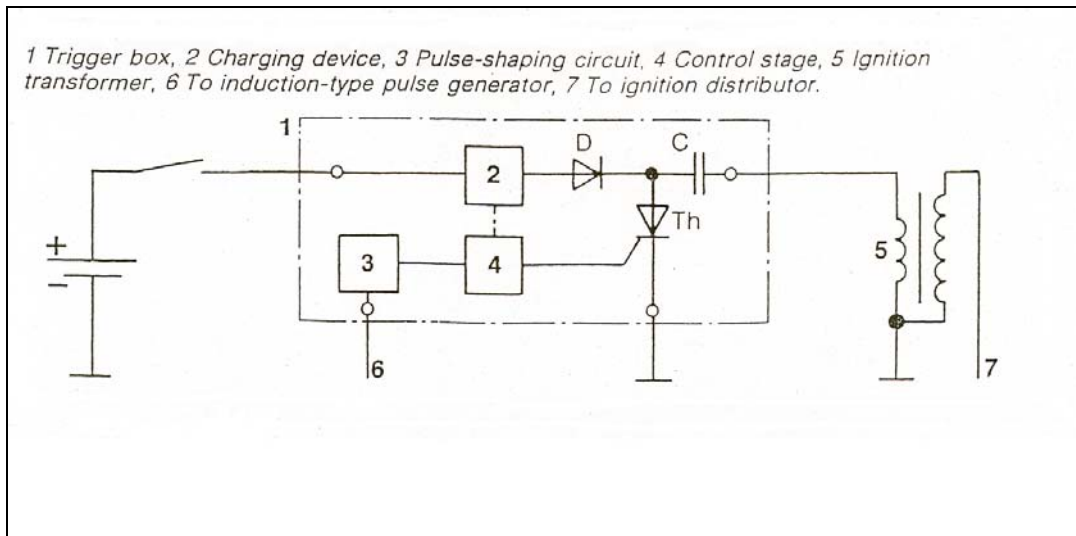 1 Trigger box, 2 Charging device, 3 Pulse-shaping circuit, 4 Control stage, 5 Ignition
transformer, 6 To induction-type pulse generator, 7 To ignition distributor.
1
D
C
2
Th
+
3
4
5
-
6
7